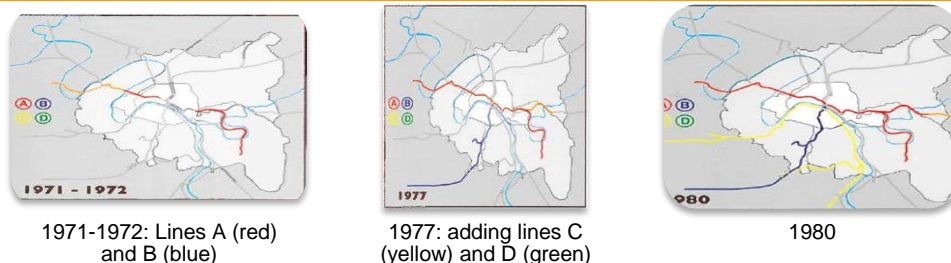 A B
C D
1971 - 1972
A B
C D
1977
A B
C D
980
1971-1972: Lines A (red)
and B (blue)
1977: adding lines C
(yellow) and D (green)
1980